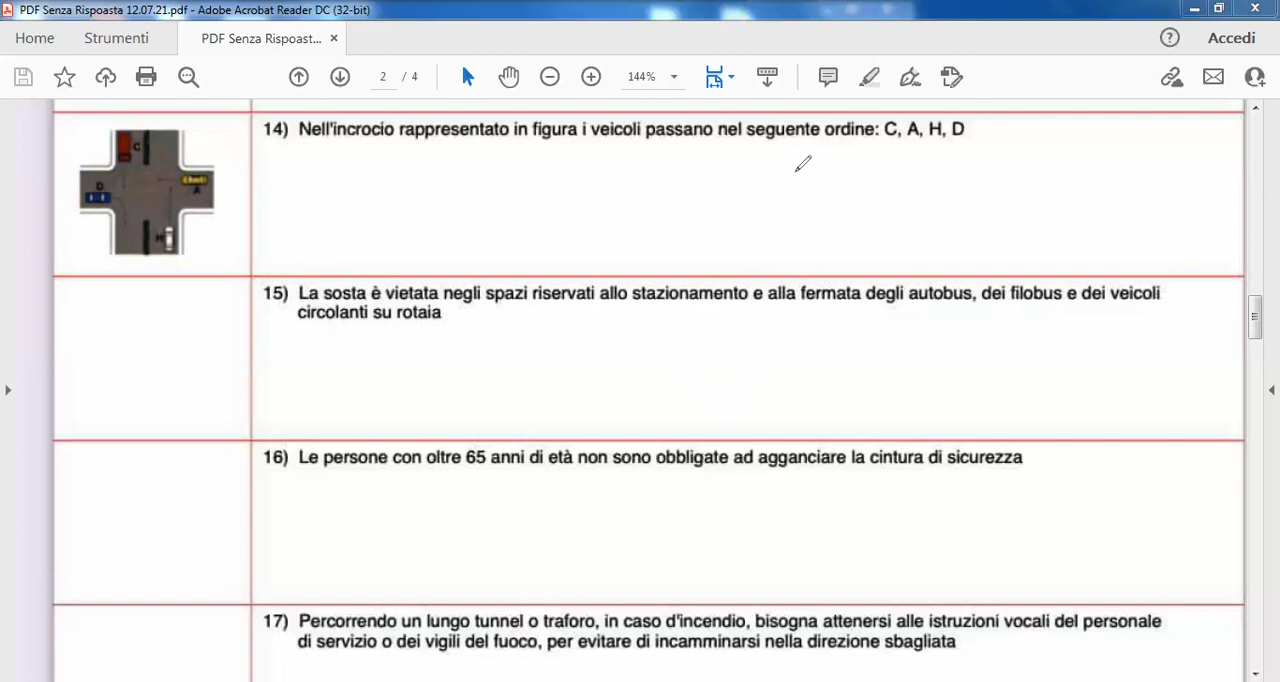 PDF Senza Rispoasta 12.07.21.pdf - Adobe Acrobat Reader DC (32-bit)
Home Strumenti PDF Senza Rispoast... × Accedi
2 / 4 144%
14) Nell'incrocio rappresentato in figura i veicoli passano nel seguente ordine: C, A, H, D
C
D
A
H
15) La sosta è vietata negli spazi riservati allo stazionamento e alla fermata degli autobus, dei filobus e dei veicoli
circolanti su rotaia
16) Le persone con oltre 65 anni di età non sono obbligate ad agganciare la cintura di sicurezza
17) Percorrendo un lungo tunnel o traforo, in caso d'incendio, bisogna attenersi alle istruzioni vocali del personale
di servizio o dei vigili del fuoco, per evitare di incamminarsi nella direzione sbagliata